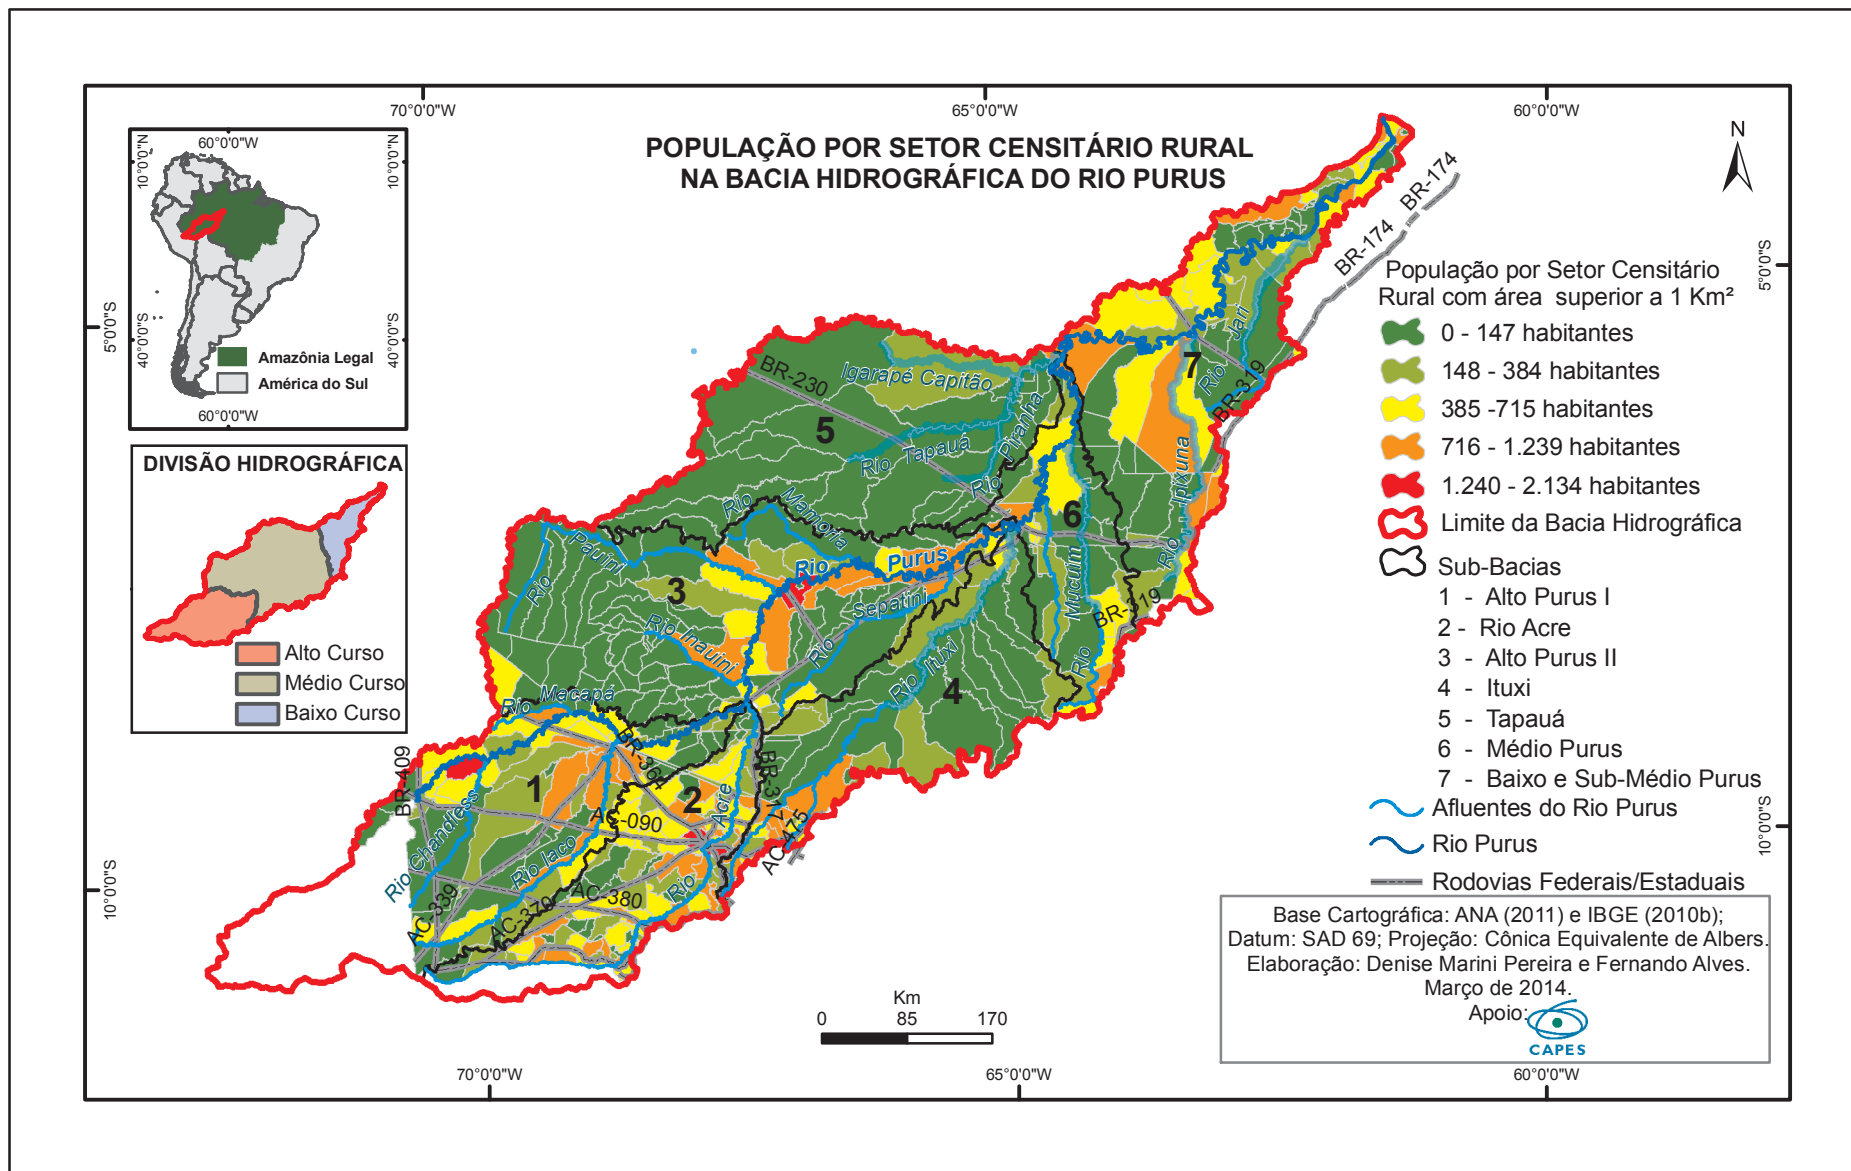 70°0'0"W
65°0'0"W
60°0'0"W
POPULAÇÃO POR SETOR CENSITÁRIO RURAL
NA BACIA HIDROGRÁFICA DO RIO PURUS
N
60°0'0"W
10°0'0"N
10°0'0"N
40°0'0"S
40°0'0"S
Amazônia Legal
América do Sul
60°0'0"W
5°0'0"S
5°0'0"S
10°0'0"S
10°0'0"S
DIVISÃO HIDROGRÁFICA
Alto Curso
Médio Curso
Baixo Curso
BR-174
BR-174
BR-319
BR-230
Igarapé Capitão
5
Rio Tapauá
Rio Piranha
7
Rio Jari
Rio Ipixuna
6
Rio Mucuim
BR-319
Rio Mamoria
Rio Pauini
3
Rio Purus
Rio Sepatini
Rio Inauini
Rio Ituxi
4
Rio Macapá
BR-409
BR-364
1
2
BR-317
Rio Acre
AC-090
AC-475
Rio Chandless
Rio Iaco
AC-339
AC-370
AC-380
População por Setor Censitário
Rural com área superior a 1 Km²
0 - 147 habitantes
148 - 384 habitantes
385 -715 habitantes
716 - 1.239 habitantes
1.240 - 2.134 habitantes
Limite da Bacia Hidrográfica
Sub-Bacias
1 - Alto Purus I
2 - Rio Acre
3 - Alto Purus II
4 - Ituxi
5 - Tapauá
6 - Médio Purus
7 - Baixo e Sub-Médio Purus
Afluentes do Rio Purus
Rio Purus
Rodovias Federais/Estaduais
Base Cartográfica: ANA (2011) e IBGE (2010b);
Datum: SAD 69; Projeção: Cônica Equivalente de Albers.
Elaboração: Denise Marini Pereira e Fernando Alves.
Março de 2014.
Apoio:
CAPES
Km
0 85 170
70°0'0"W
65°0'0"W
60°0'0"W